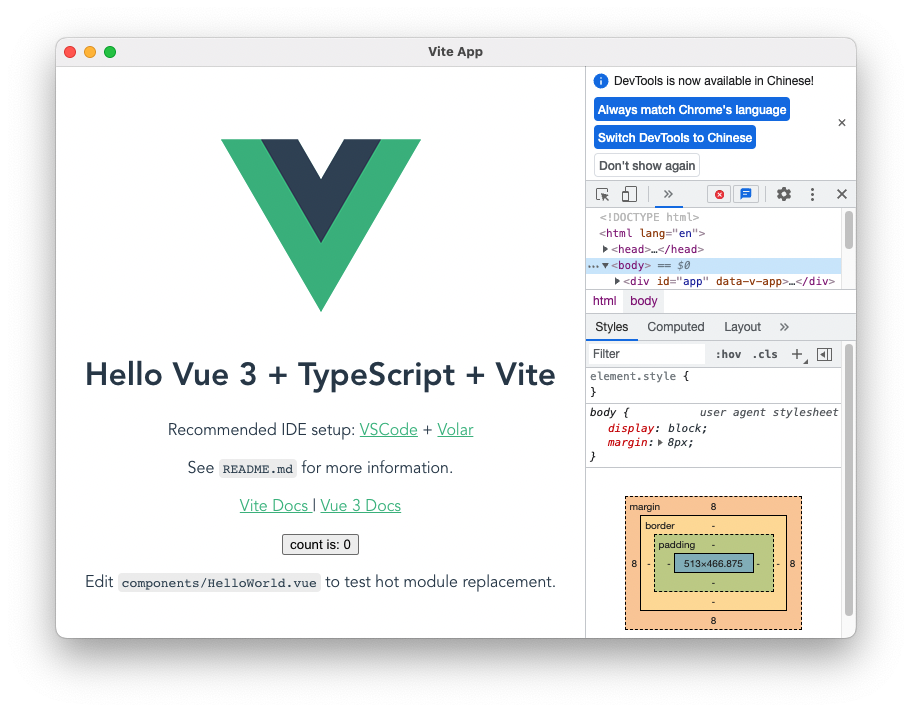 Vite App
Hello Vue 3 + TypeScript + Vite
Recommended IDE setup: VSCode + Volar
See README.md for more information.
Vite Docs | Vue 3 Docs
count is: 0
Edit components/HelloWorld.vue to test hot module replacement.
DevTools is now available in Chinese!
Always match Chrome's language
Switch DevTools to Chinese
Don't show again
<!DOCTYPE html>
<html lang="en">
<head>…</head>
<body> == $0
<div id="app" data-v-app>…</div>
html body
Styles Computed Layout
Filter :hov .cls
element.style {
}
body { user agent stylesheet
display: block;
margin: 8px;
}
margin 8
border -
padding -
8 - - 513×466.875 - - 8
-
-
8